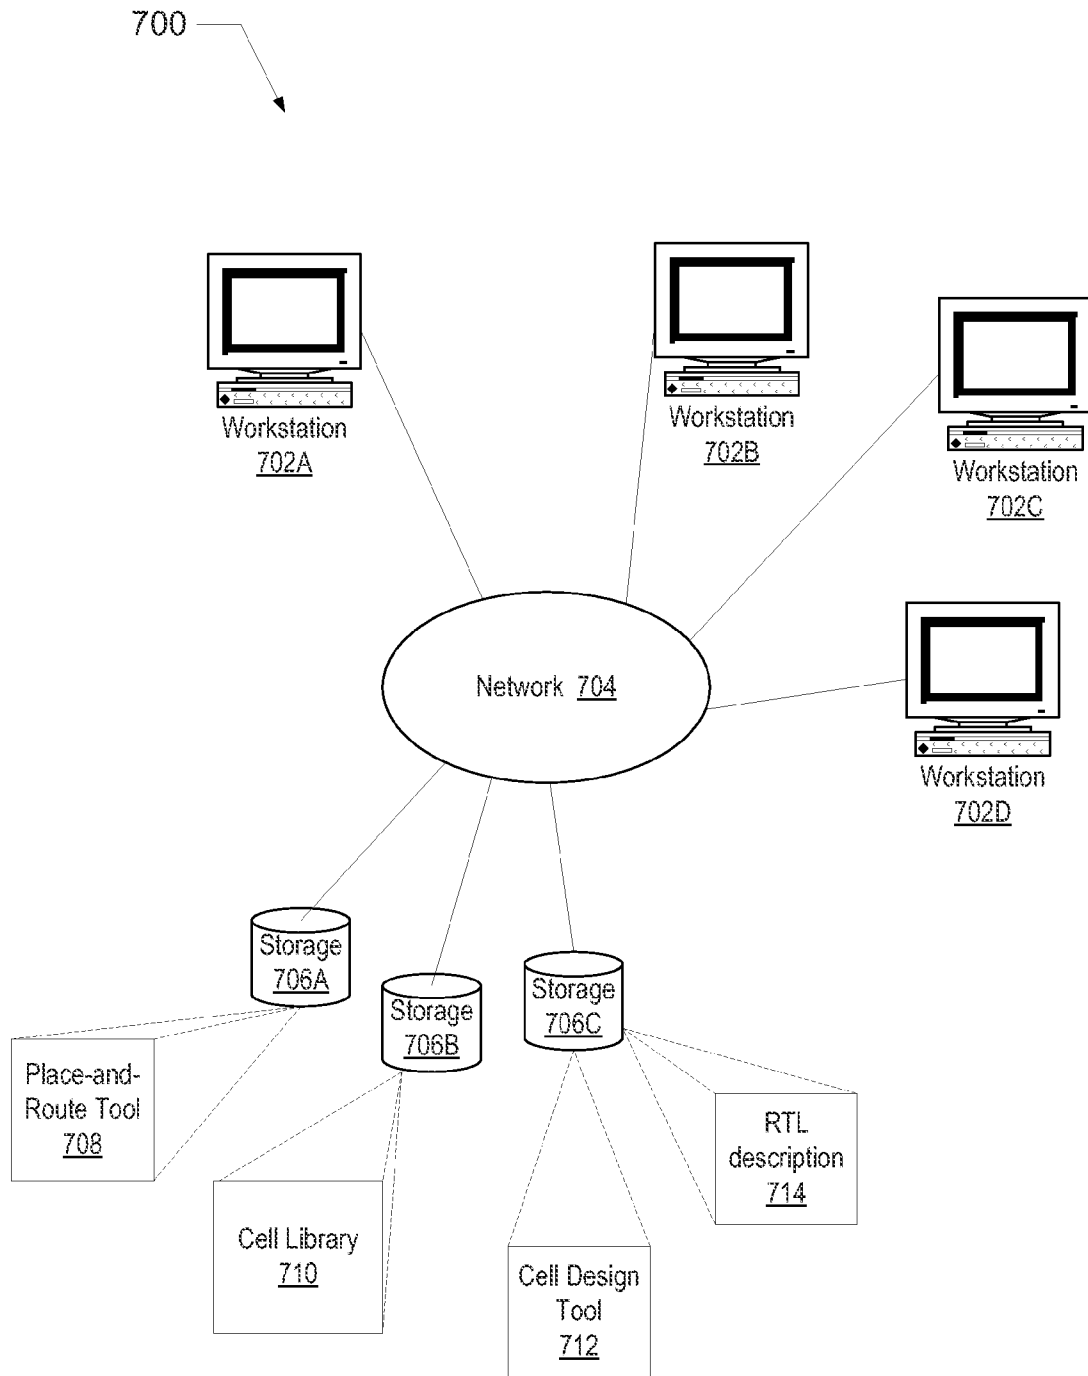 700
Workstation
702A
Workstation
702B
Workstation
702C
Network 704
Workstation
702D
Storage
706A
Storage
706B
Storage
706C
Place-and-
Route Tool
708
Cell Library
710
Cell Design
Tool
712
RTL
description
714